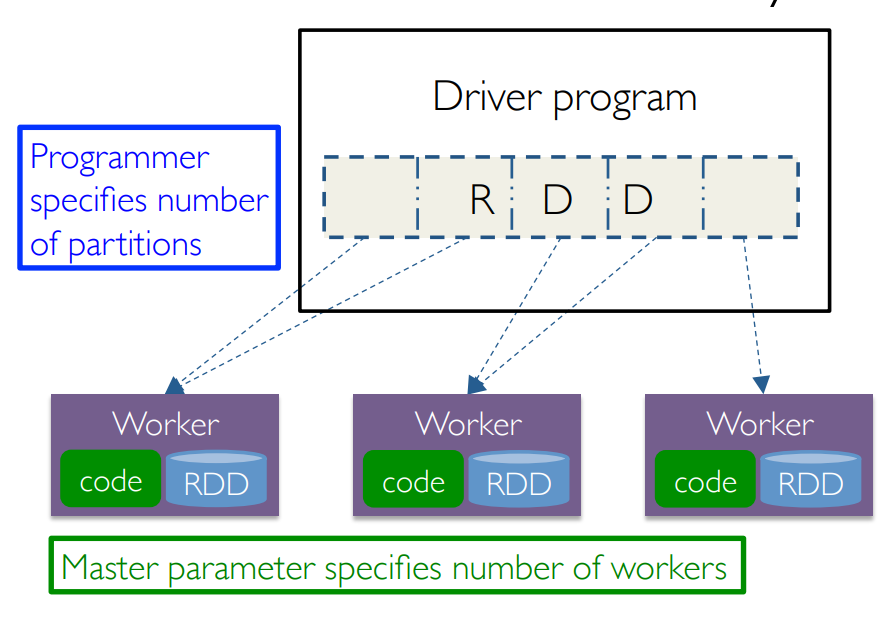 Driver program
Programmer
specifies number
of partitions
R D D
Worker
code RDD
Worker
code RDD
Worker
code RDD
Master parameter specifies number of workers